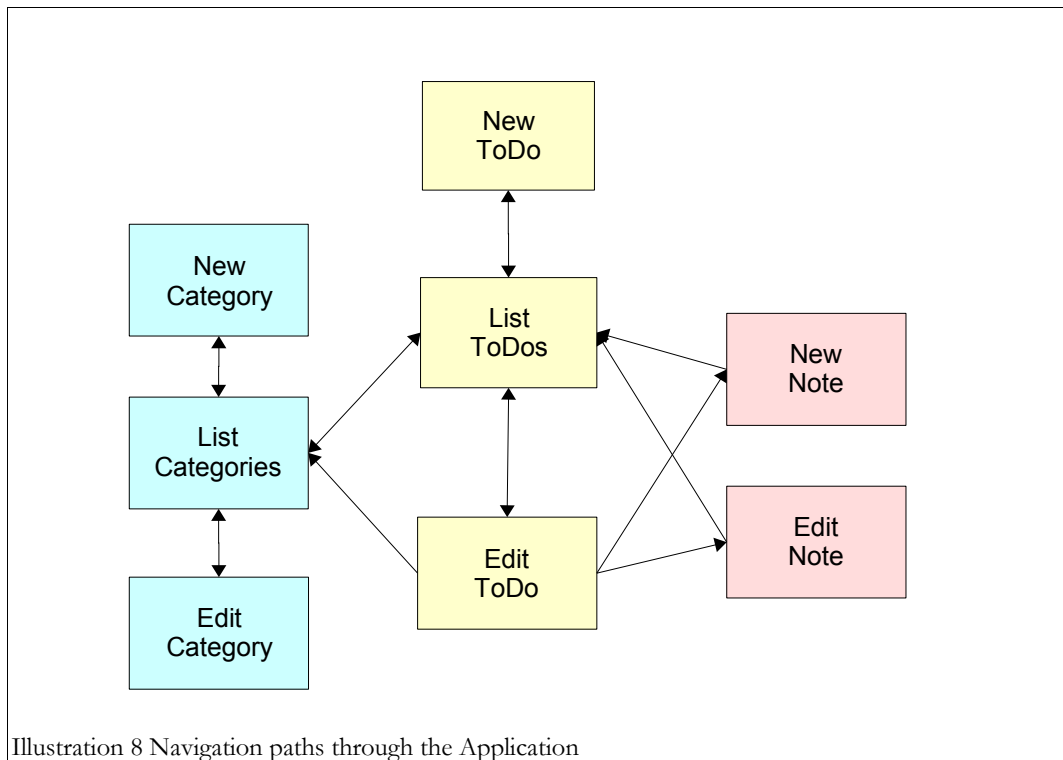 New
ToDo
New
Category
List
ToDos
New
Note
List
Categories
Edit
Note
Edit
ToDo
Edit
Category
Illustration 8 Navigation paths through the Application